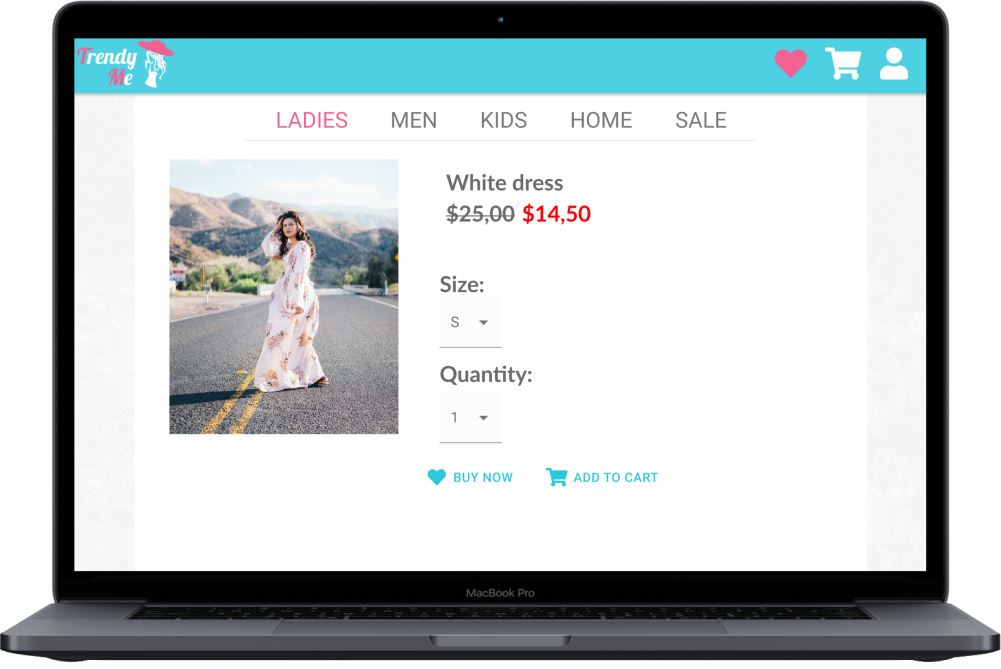 Trendy
Me
LADIES MEN KIDS HOME SALE
White dress
$25,00 $14,50
Size:
S
Quantity:
1
BUY NOW ADD TO CART
MacBook Pro